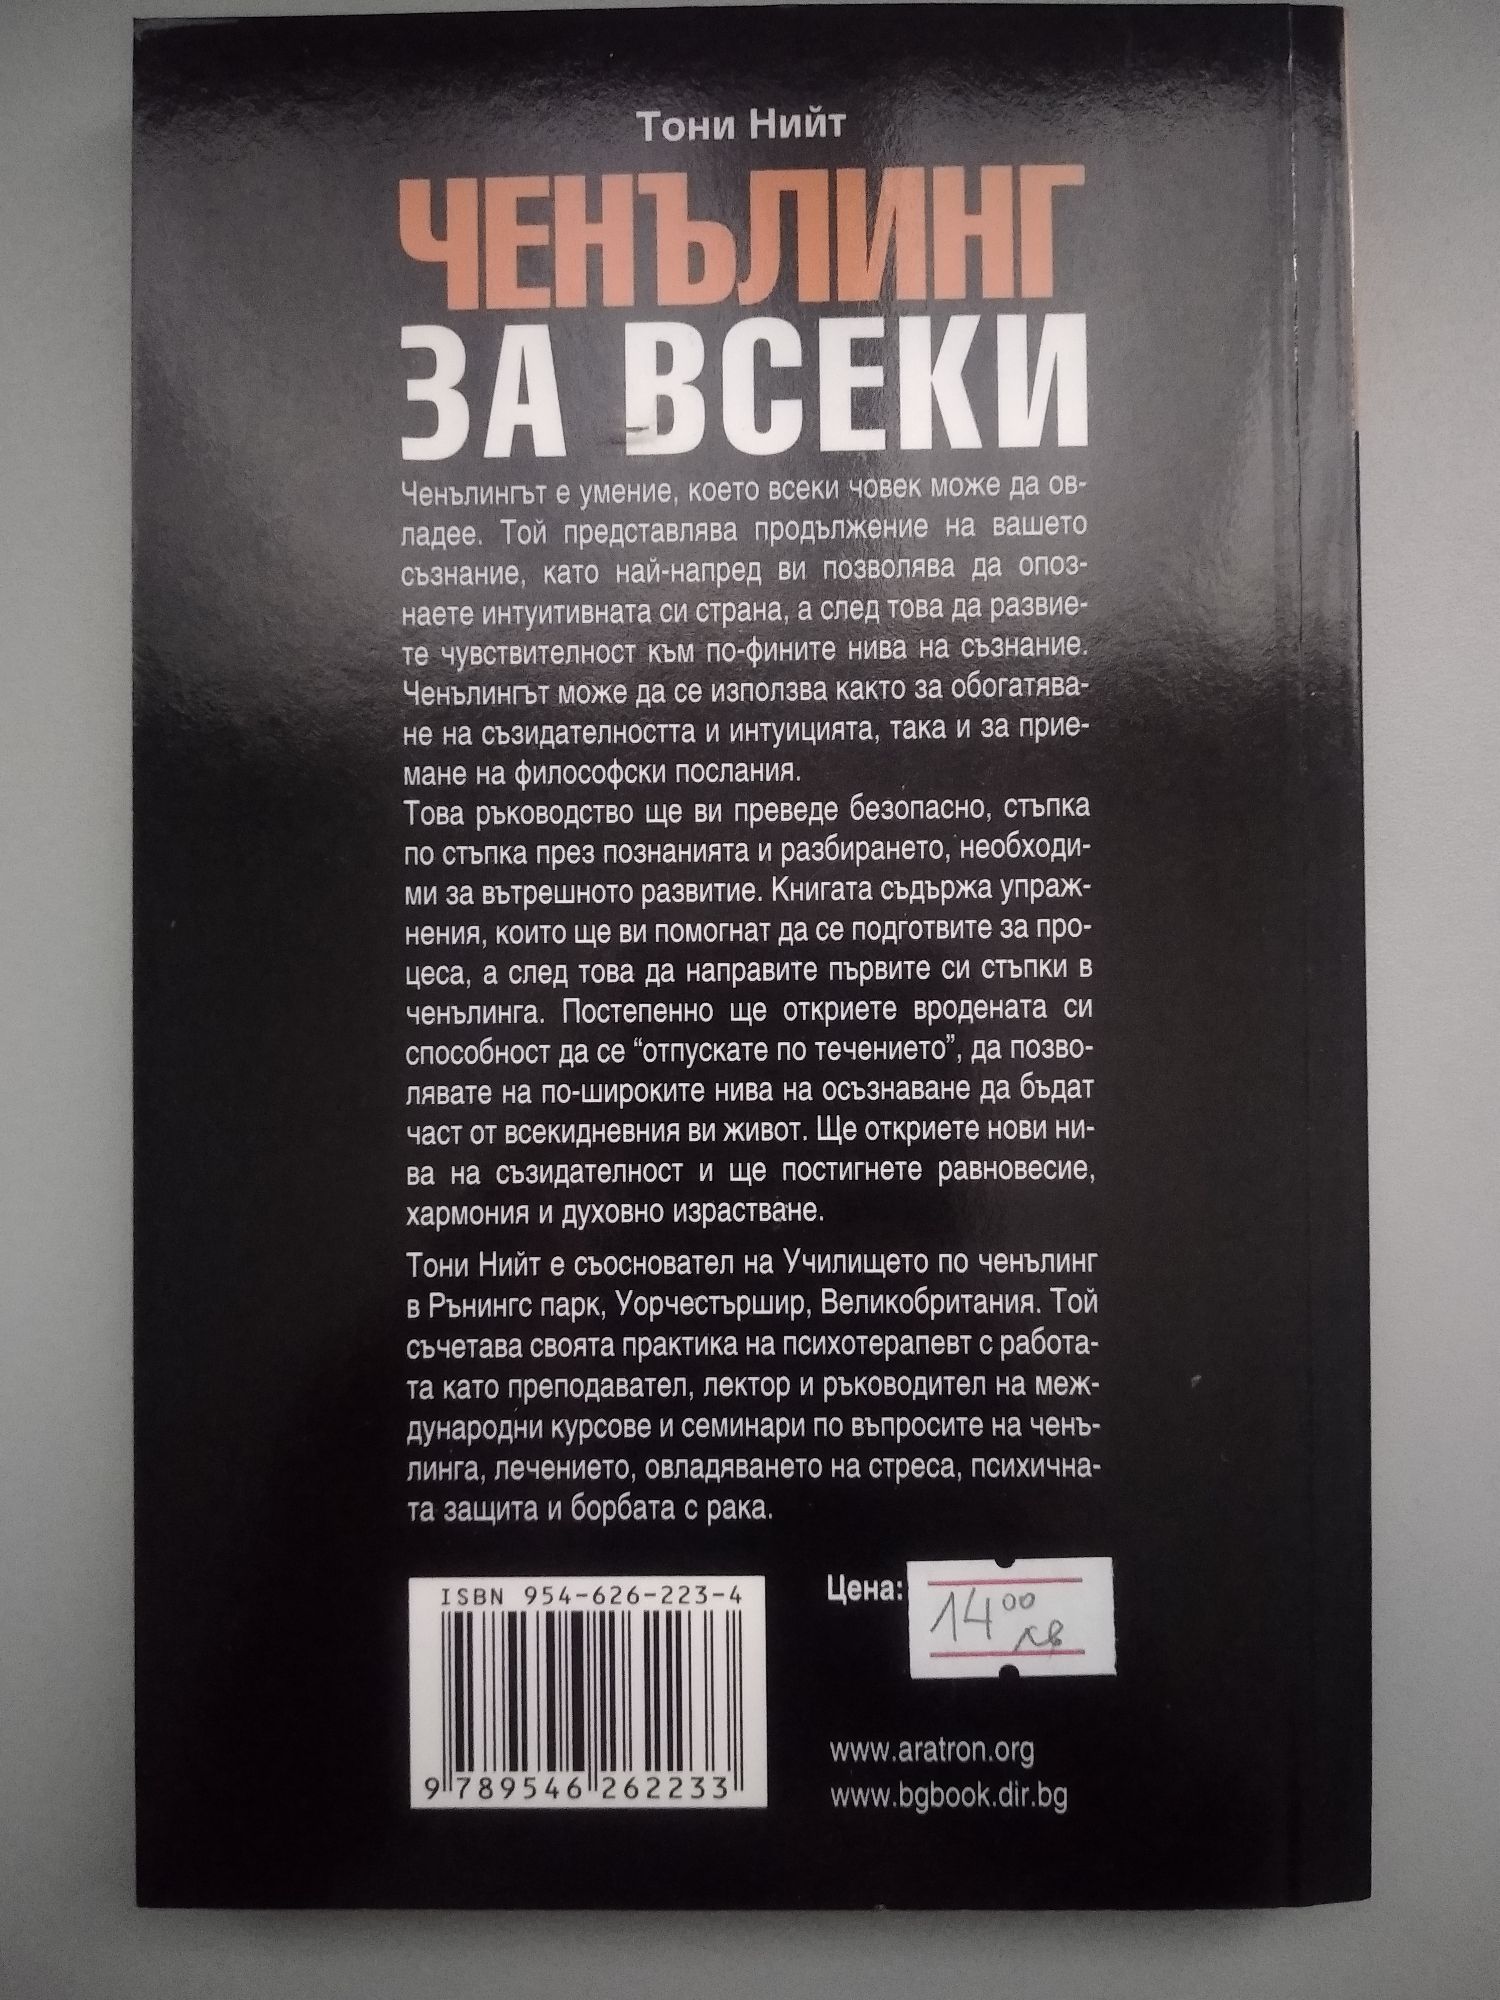 Тони Нийт
ЧЕНЪЛИНГ
ЗА ВСЕКИ
Ченълингът е умение, което всеки човек може да ов-
ладее. Той представлява продължение на вашето
съзнание, като най-напред ви позволява да опоз-
наете интуитивната си страна, а след това да развие-
те чувствителност към по-фините нива на съзнание.
Ченълингът може да се използва както за обогатява-
не на съзидателността и интуицията, така и за прие-
мане на философски послания.
Това ръководство ще ви преведе безопасно, стъпка
по стъпка през познанията и разбирането, необходи-
ми за вътрешното развитие. Книгата съдържа упраж-
нения, които ще ви помогнат да се подготвите за про-
цеса, а след това да направите първите си стъпки в
ченълинга. Постепенно ще откриете вродената си
способност да се “отпускате по течението”, да позво-
лявате на по-широките нива на осъзнаване да бъдат
част от всекидневния ви живот. Ще откриете нови ни-
ва на съзидателност и ще постигнете равновесие,
хармония и духовно израстване.
Тони Нийт е съосновател на Училището по ченълинг
в Рънингс парк, Уорчестършир, Великобритания. Той
съчетава своята практика на психотерапевт с работа-
та като преподавател, лектор и ръководител на меж-
дународни курсове и семинари по въпросите на ченъ-
линга, лечението, овладяването на стреса, психична-
та защита и борбата с рака.
ISBN 954-626-223-4
9 789546 262233
Цена:
14 00
лв
www.aratron.org
www.bgbook.dir.bg